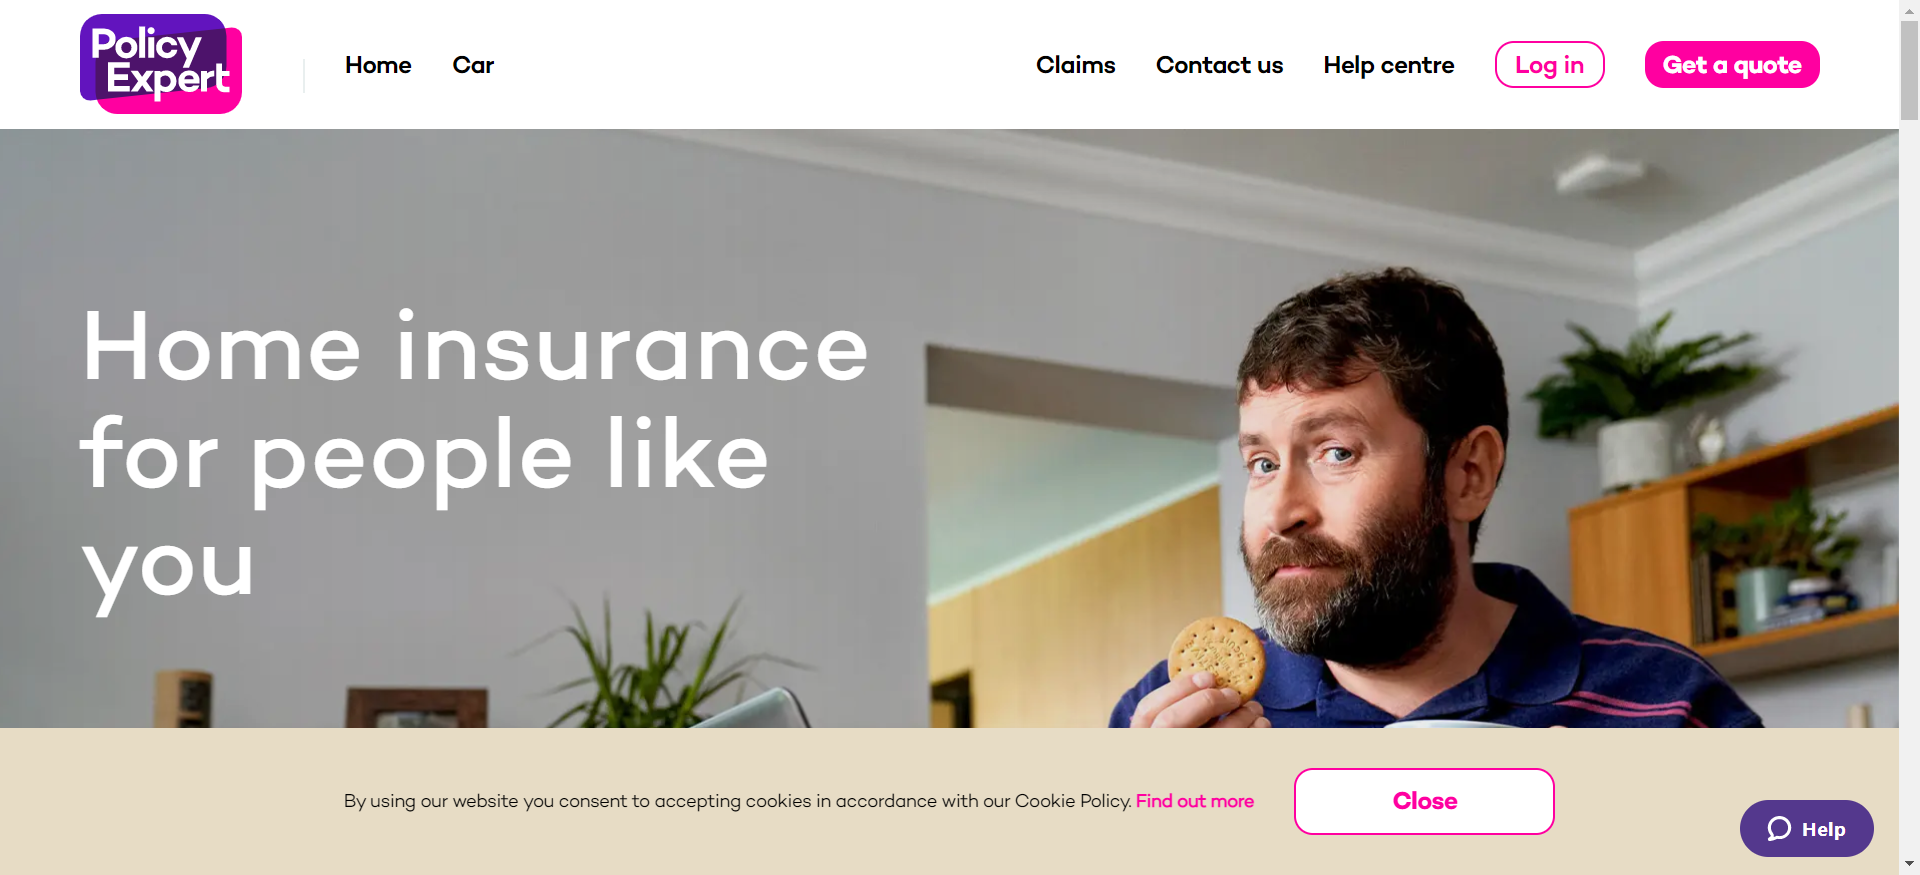 Policy
Expert
Home
Car
Claims
Contact us
Help centre
Log in
Get a quote
Home insurance
for people like
you
By using our website you consent to accepting cookies in accordance with our Cookie Policy. Find out more
Close
Help